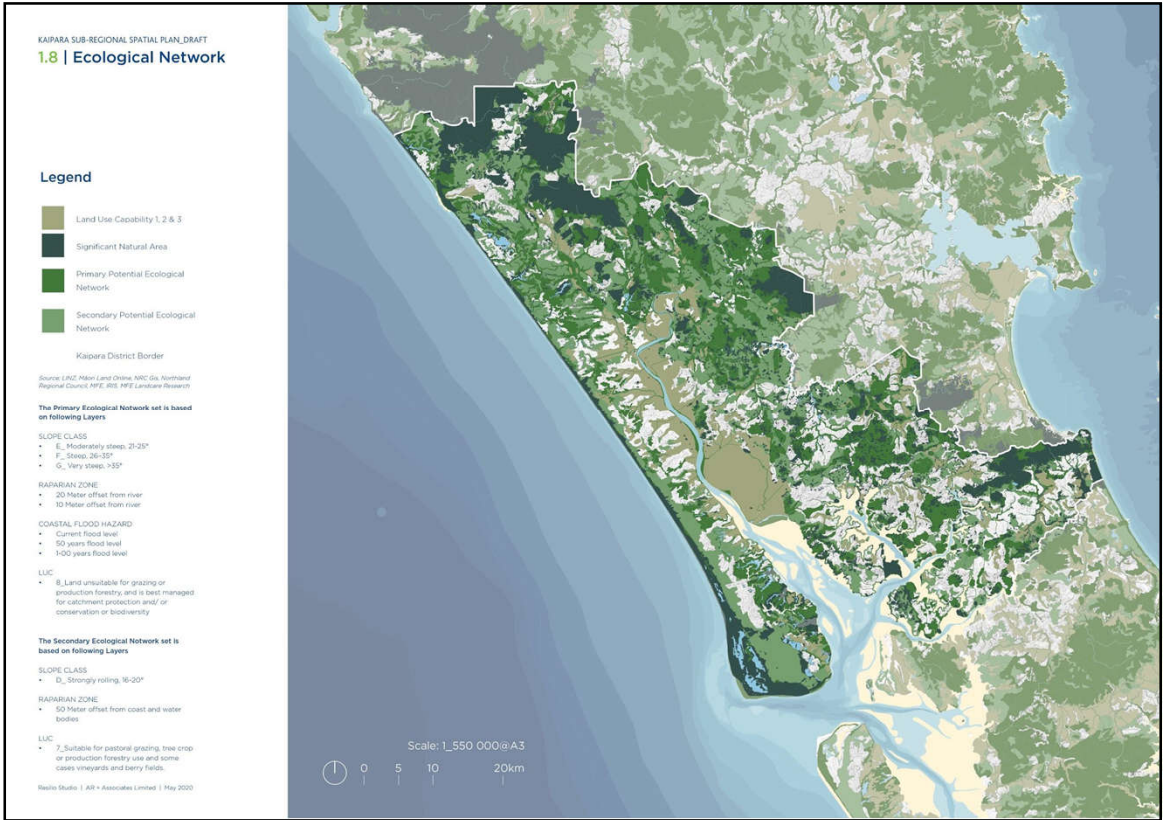 KAIPARA SUB-REGIONAL SPATIAL PLAN_DRAFT
1.8 | Ecological Network
Legend
Land Use Capability 1, 2 & 3
Significant Natural Area
Primary Potential Ecological
Network
Secondary Potential Ecological
Network
Kaipara District Border
Source: LINZ, Māori Land Online, NRC Gis, Northland
Regional Council, MFE, IRIS, MFE Landcare Research
The Primary Ecological Network set is based
on following Layers
SLOPE CLASS
• E_ Moderately steep, 21-25°
• F_ Steep, 26-35°
• G_ Very steep, >35°
RAPARIAN ZONE
• 20 Meter offset from river
• 10 Meter offset from river
COASTAL FLOOD HAZARD
• Current flood level
• 50 years flood level
• 1-00 years flood level
LUC
• 8_Land unsuitable for grazing or
production forestry, and is best managed
for catchment protection and/ or
conservation or biodiversity
The Secondary Ecological Network set is
based on following Layers
SLOPE CLASS
• D_ Strongly rolling, 16-20°
RAPARIAN ZONE
• 50 Meter offset from coast and water
bodies
LUC
• 7_Suitable for pastoral grazing, tree crop
or production forestry use and some
cases vineyards and berry fields.
Resilio Studio | AR + Associates Limited | May 2020
Scale: 1_550 000@A3
0 5 10 20km